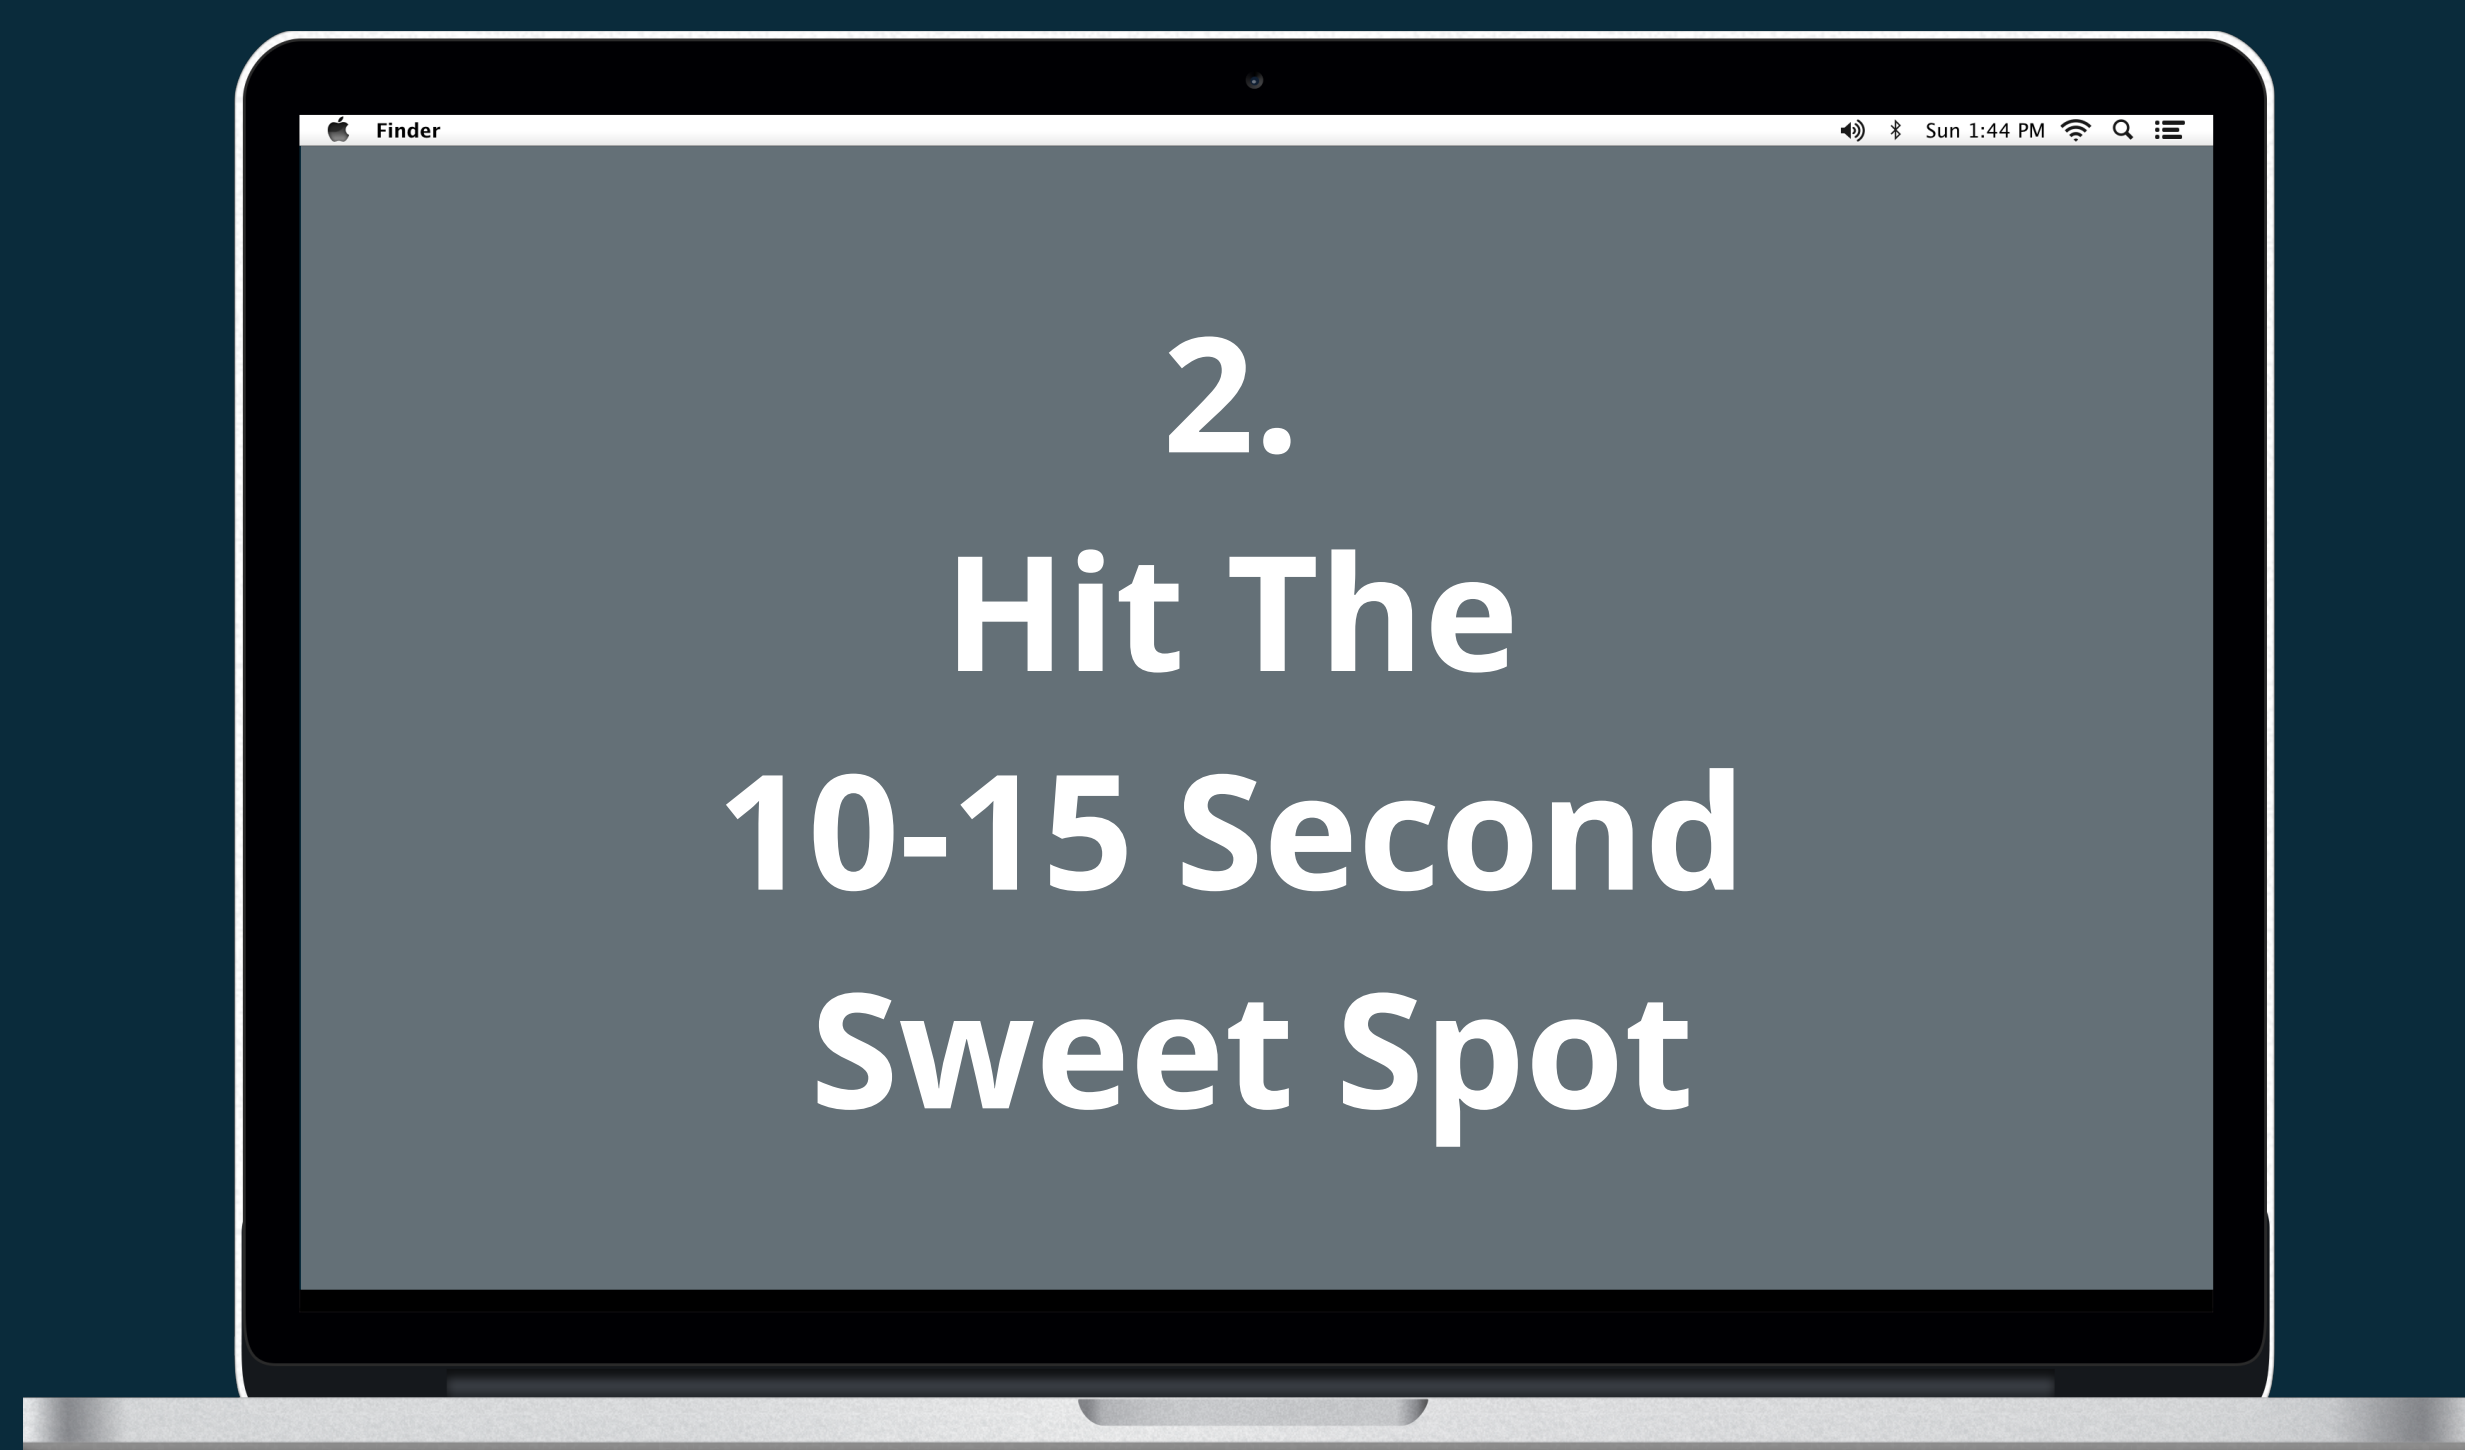 Finder
Sun 1:44 PM
2.
Hit The
10-15 Second
Sweet Spot